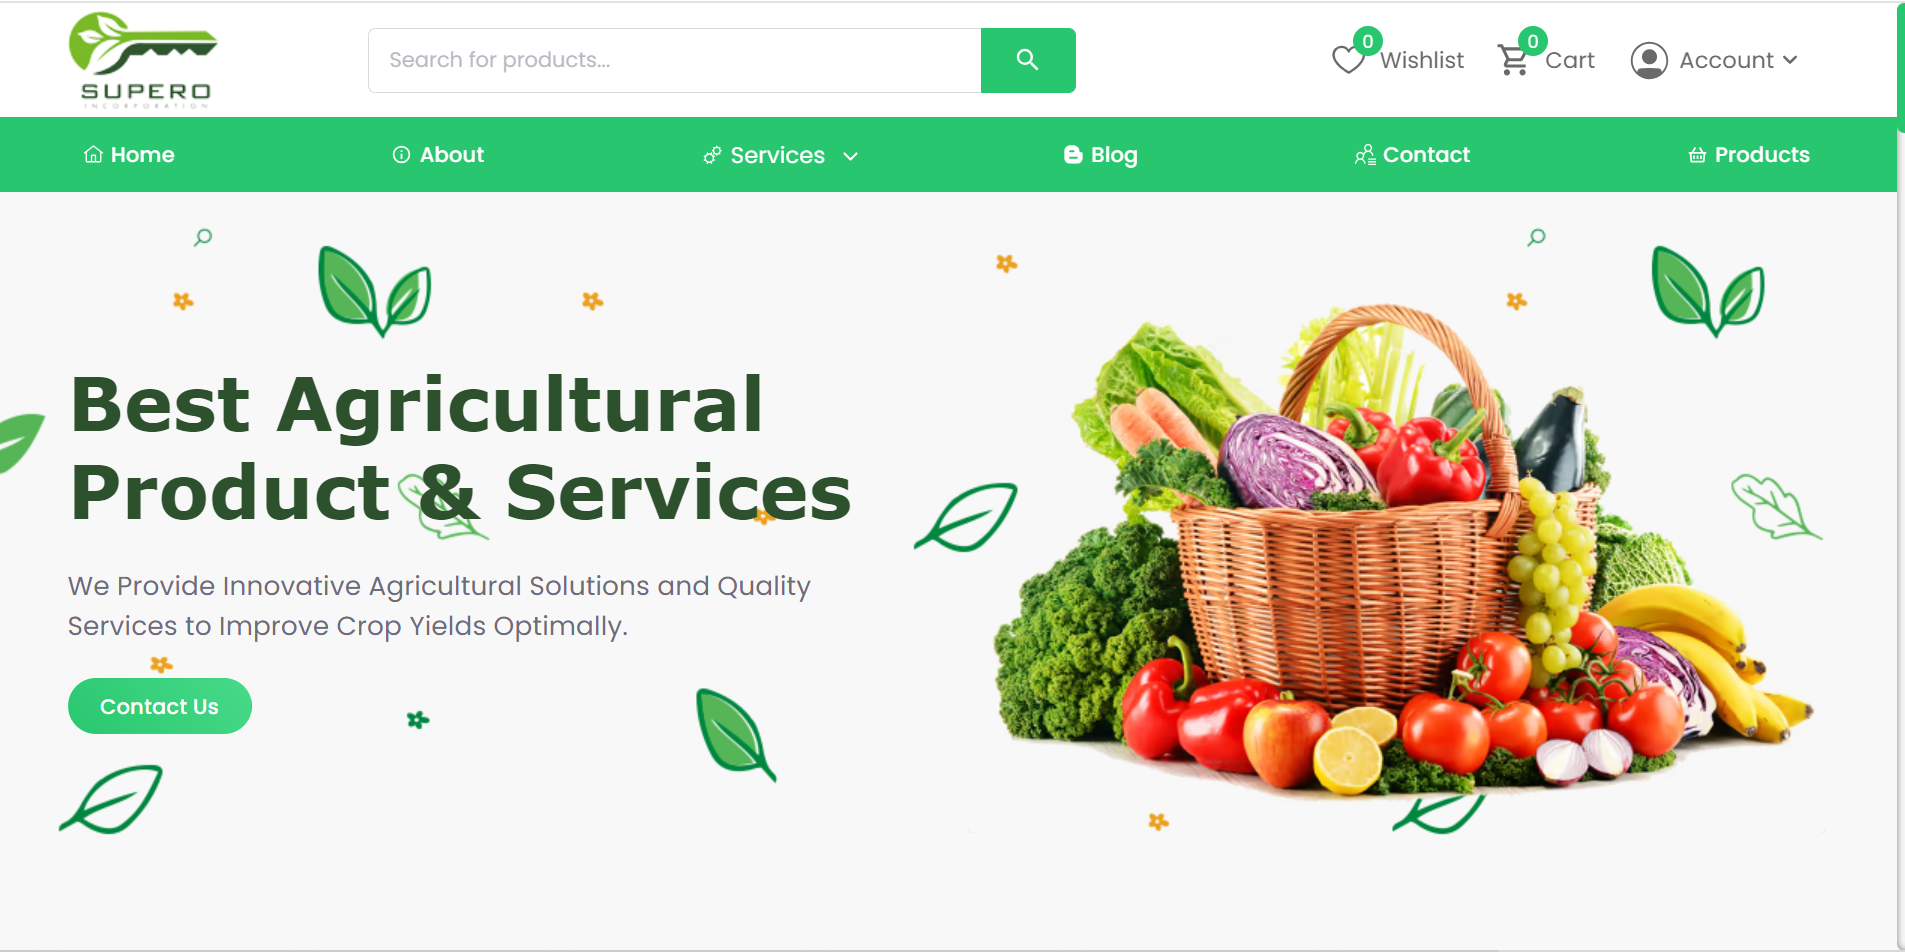 SUPERO
INCORPORATION
Search for products...
0
Wishlist
0
Cart
Account
Home
About
Services
Blog
Contact
Products
Best Agricultural
Product & Services
We Provide Innovative Agricultural Solutions and Quality
Services to Improve Crop Yields Optimally.
Contact Us